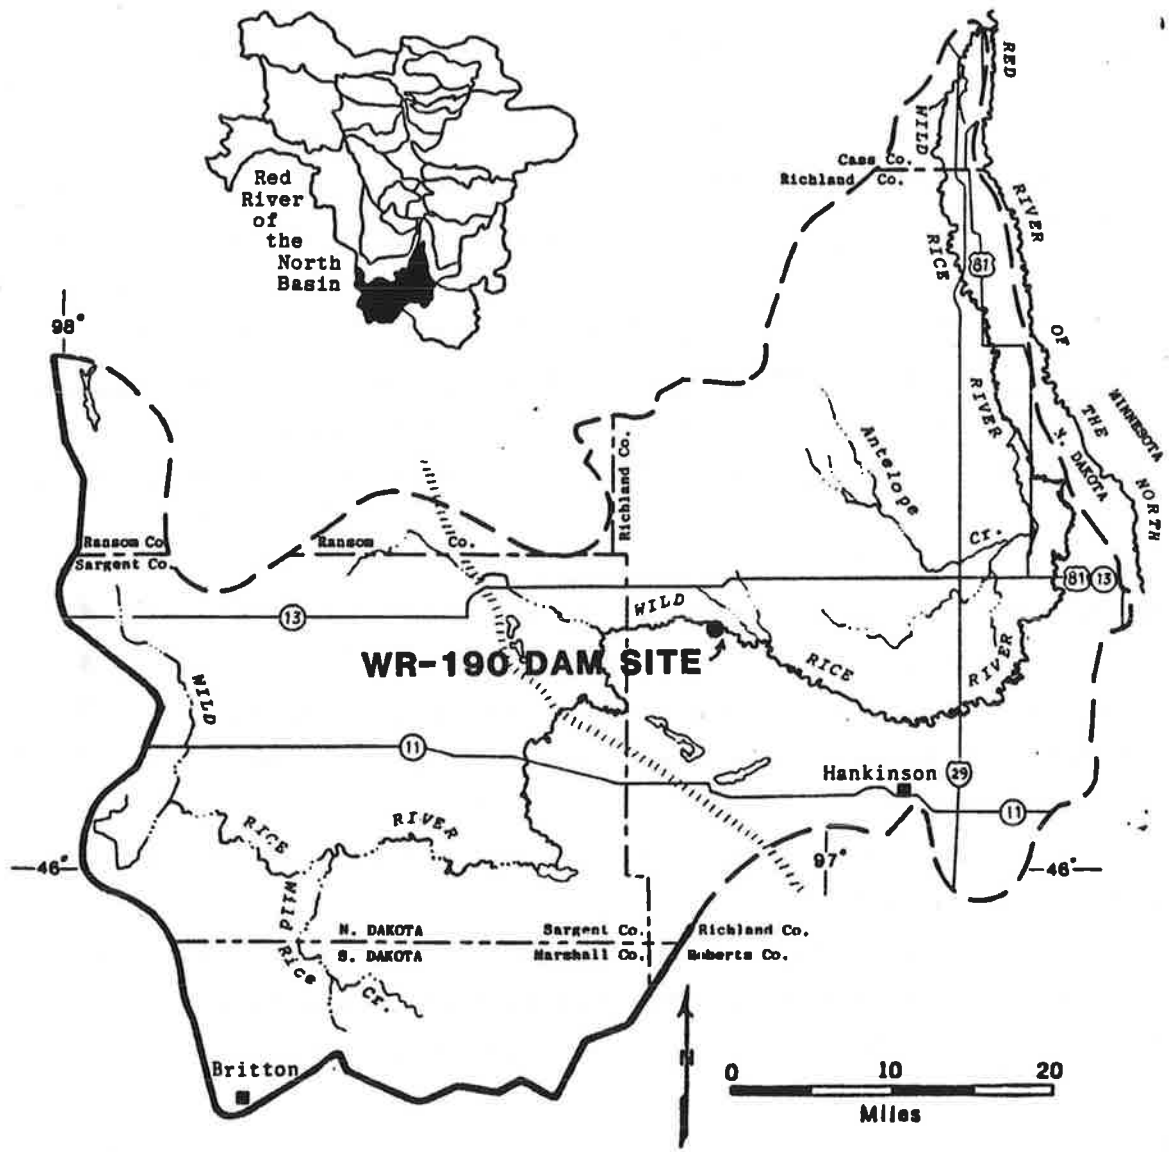 Red
River
of
the
North
Basin
98°
RED
WILD
Cass Co.
Richland Co.
RIVER
RICE
81
OF
THE
NORTH
MINNESOTA
N. DAKOTA
RIVER
Antelope
Cr.
Richland Co.
Ransom Co.
Sargent Co.
Ransom Co.
13
81 13
WILD
WR-190 DAM SITE
RICE
RIVER
WILD
11
Hankinson
29
11
RICE
RIVER
97°
46°
46°
Rice
Cr.
N. DAKOTA
S. DAKOTA
Sargent Co.
Marshall Co.
Richland Co.
Roberts Co.
Britton
N
0 10 20
Miles